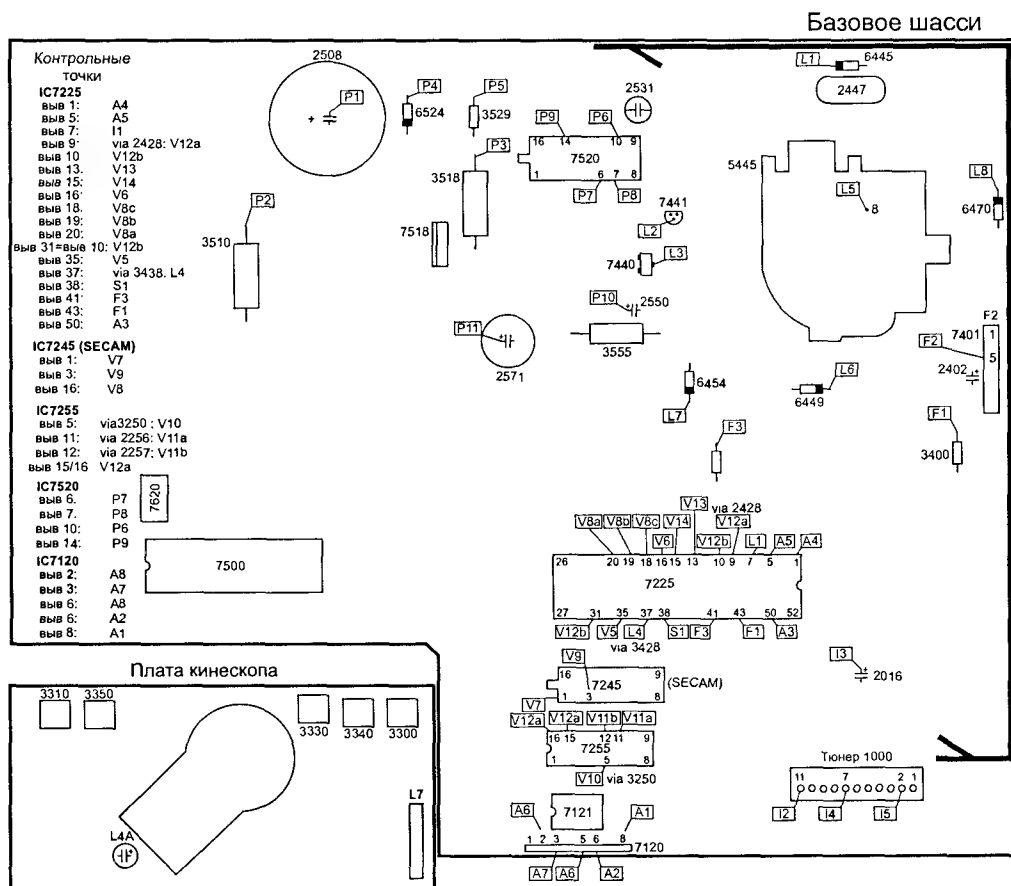 Базовое шасси
Контрольные
точки
IC7225
выв 1: A4
выв 5: A5
выв 7: I1
выв 9: via 2428: V12a
выв 10 V12b
выв 13. V13
выв 15: V14
выв 16: V6
выв 18. V8c
выв 19: V8b
выв 20: V8a
выв 31=выв 10: V12b
выв 35: V5
выв 37: via 3438. L4
выв 38: S1
выв 41: F3
выв 43: F1
выв 50: A3
IC7245 (SECAM)
выв 1: V7
выв 3: V9
выв 16: V8
IC7255
выв 5: via3250 : V10
выв 11: via 2256: V11a
выв 12: via 2257: V11b
выв 15/16 V12a
IC7520
выв 6. P7
выв 7. P8
выв 10: P6
выв 14: P9
IC7120
выв 2: A8
выв 3: A7
выв 6: A8
выв 6: A2
выв 8: A1
2508
P1
P4
6524
P5
3529
2531
L1
6445
2447
P9 P6
16 14 10 9
7520
1 6 7 8
P7 P8
P3
3518
7518
P2
3510
5445
L5
8
L8
6470
7441
L2
L3
7440
P10
2550
3555
P11
2571
F2
7401
1
5
F2
2402
6454
L7
L6
6449
F1
3400
F3
7620
7500
V13 via 2428
V8a V8b V8c V14 V12a
V6 V12b L1 A5 A4
26 20 19 18 16 15 13 10 9 7 5 1
7225
27 31 35 37 38 41 43 50 52
V12b V5 L4 S1 F3 F1 A3
via 3428
V9
16 9
7245 (SECAM)
1 3 8
V7
V12a V12a V11b V11a
16 15 12 11 9
7255
1 5 8
V10 via 3250
I3
2016
Тюнер 1000
11 7 2 1
I2 I4 I5
7121
A6 A1
1 2 3 5 6 8
7120
A7 A6 A2
Плата кинескопа
3310 3350
3330 3340 3300
L7
L4A